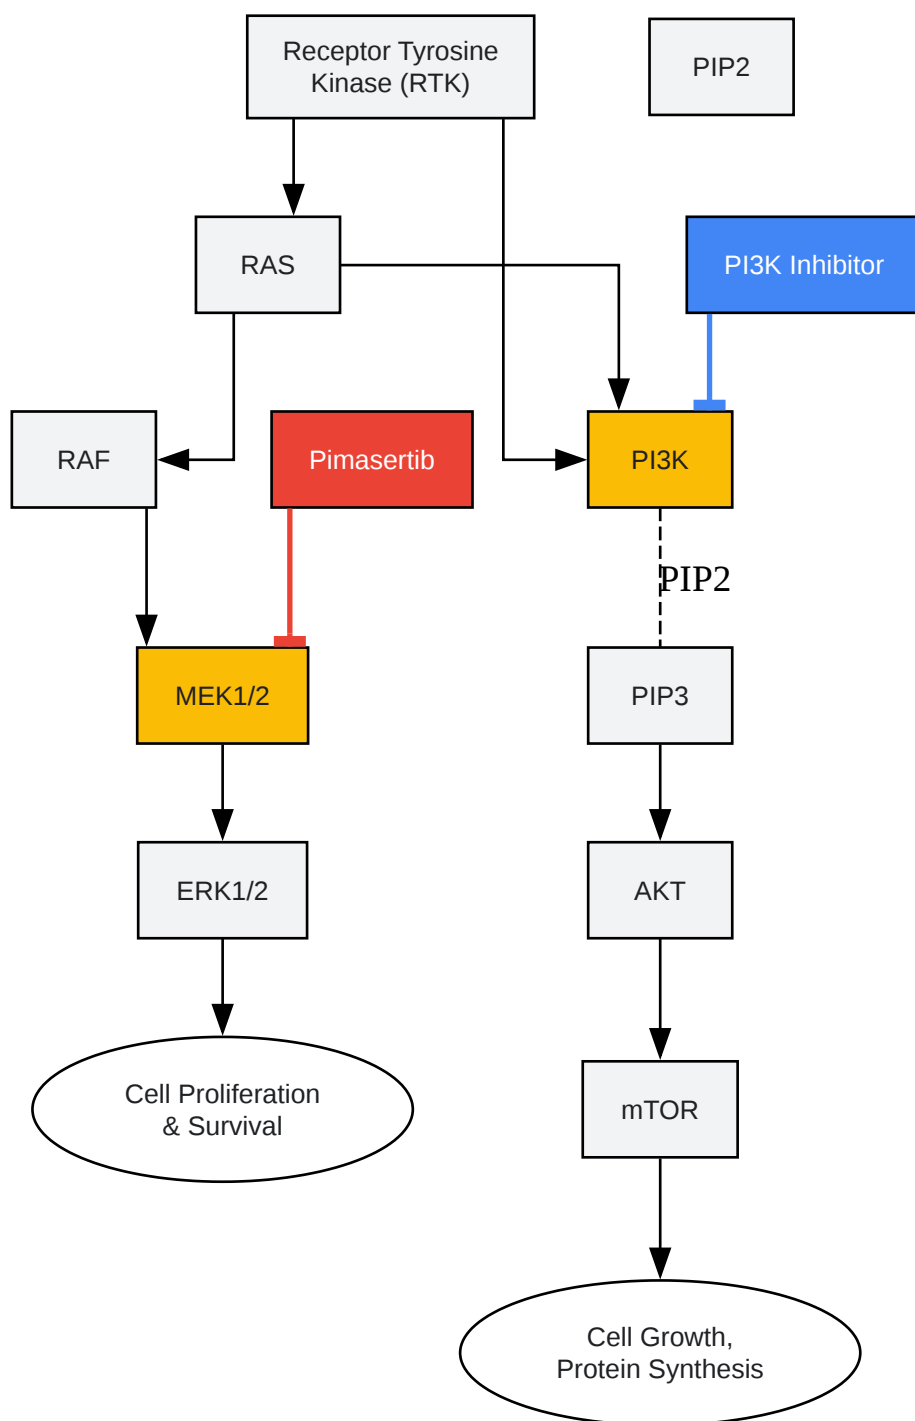 Receptor Tyrosine
Kinase (RTK)
PIP2
RAS
PI3K Inhibitor
RAF
Pimasertib
PI3K
PIP2
MEK1/2
PIP3
ERK1/2
AKT
Cell Proliferation
& Survival
mTOR
Cell Growth,
Protein Synthesis